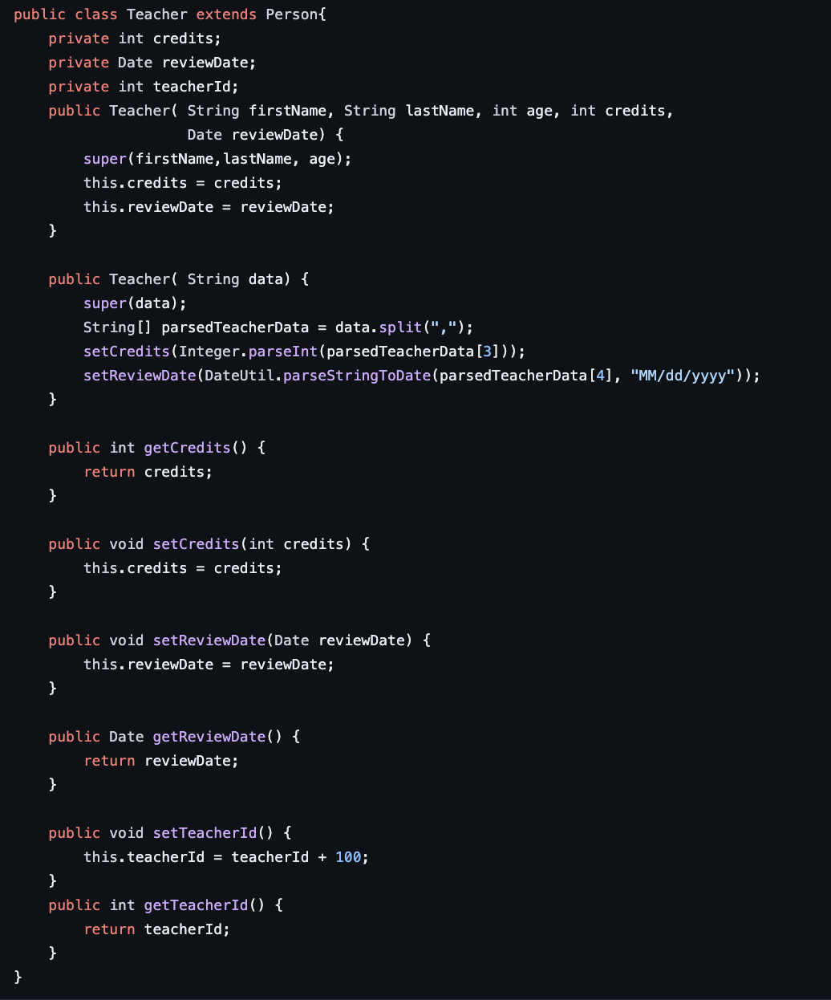 public class Teacher extends Person{
    private int credits;
    private Date reviewDate;
    private int teacherId;
    public Teacher( String firstName, String lastName, int age, int credits,
                    Date reviewDate) {
        super(firstName,lastName, age);
        this.credits = credits;
        this.reviewDate = reviewDate;
    }

    public Teacher( String data) {
        super(data);
        String[] parsedTeacherData = data.split(",");
        setCredits(Integer.parseInt(parsedTeacherData[3]));
        setReviewDate(DateUtil.parseStringToDate(parsedTeacherData[4], "MM/dd/yyyy"));
    }

    public int getCredits() {
        return credits;
    }

    public void setCredits(int credits) {
        this.credits = credits;
    }

    public void setReviewDate(Date reviewDate) {
        this.reviewDate = reviewDate;
    }

    public Date getReviewDate() {
        return reviewDate;
    }

    public void setTeacherId() {
        this.teacherId = teacherId + 100;
    }
    public int getTeacherId() {
        return teacherId;
    }
}